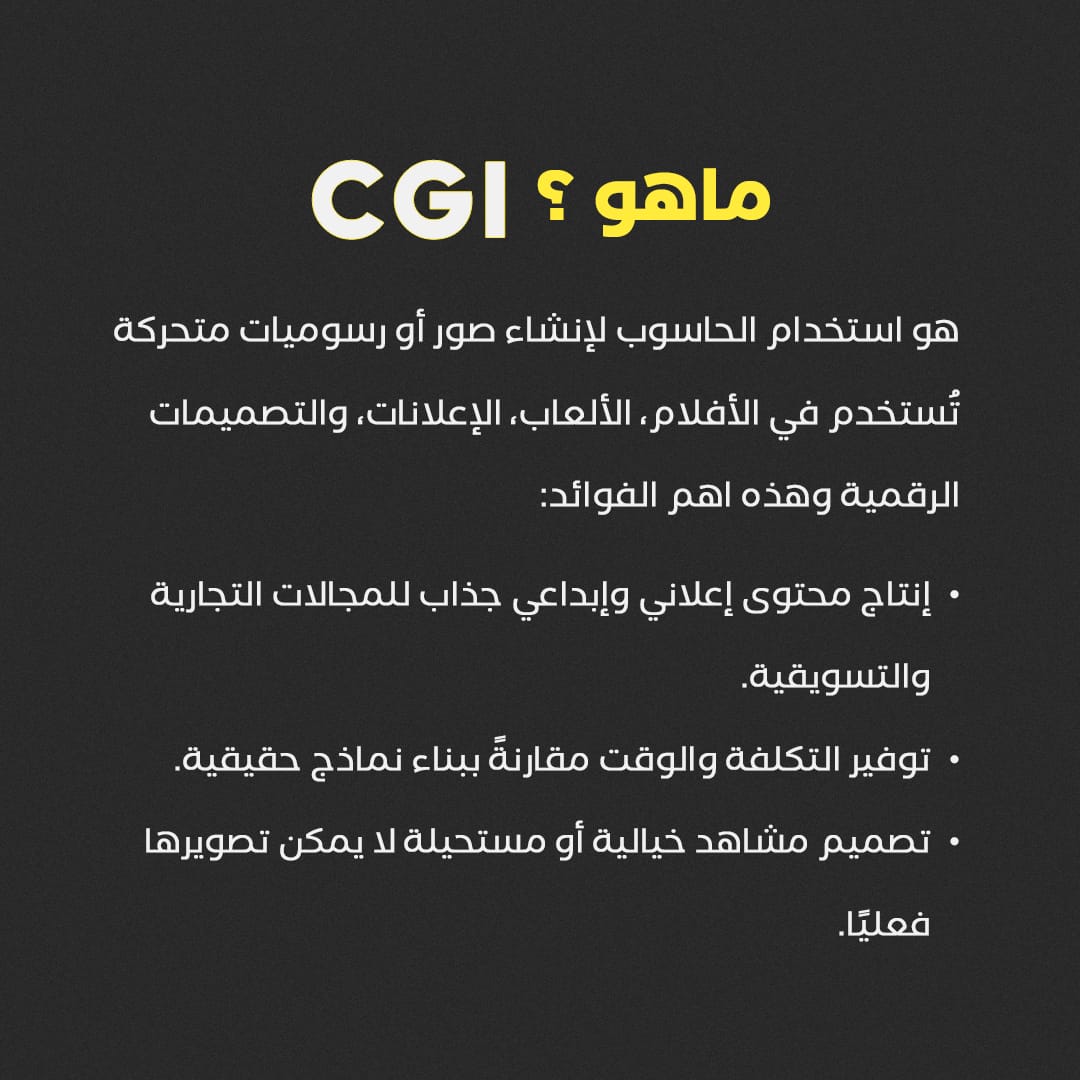 ماهو ؟ CGI
هو استخدام الحاسوب لإنشاء صور أو رسوميات متحركة
تُستخدم في الأفلام، الألعاب، الإعلانات، والتصميمات
الرقمية وهذه اهم الفوائد:
• إنتاج محتوى إعلاني وإبداعي جذاب للمجالات التجارية
والتسويقية.
• توفير التكلفة والوقت مقارنةً ببناء نماذج حقيقية.
• تصميم مشاهد خيالية أو مستحيلة لا يمكن تصويرها
فعليًا.